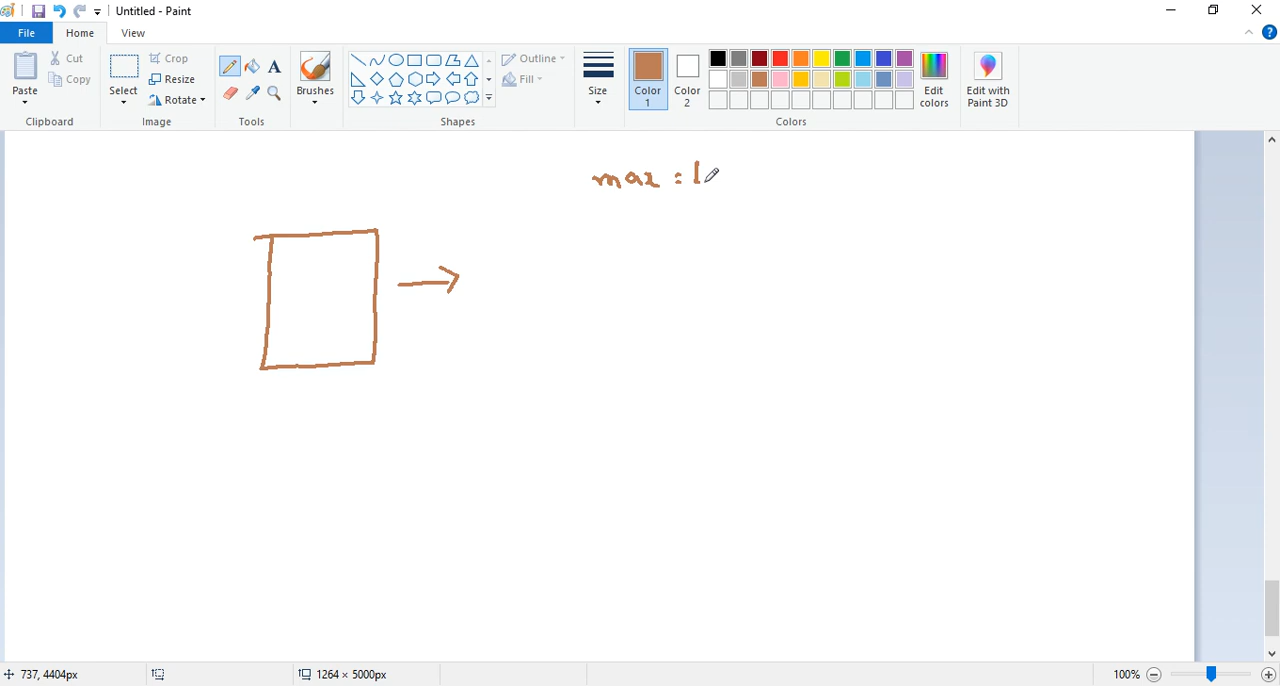 Untitled - Paint
File Home View
Paste
Cut
Copy
Clipboard
Select
Crop
Resize
Rotate
Image
A
Tools
Brushes
Outline
Fill
Shapes
Size
Color 1
Color 2
Edit colors
Colors
Edit with Paint 3D
max = 1
737, 4404px
1264 × 5000px
100%